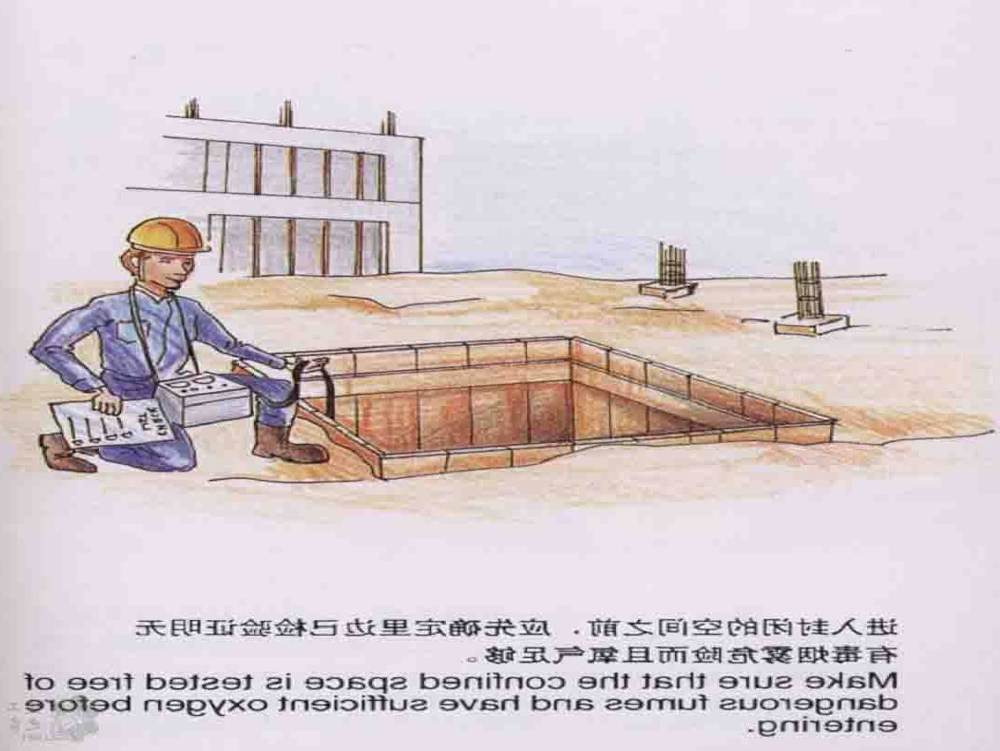 进入封闭的空间之前，应先确定里边已检验证明无
有毒烟雾危险而且氧气足够。
Make sure that the confined space is tested free of
dangerous fumes and have sufficient oxygen before
entering.
CHECK